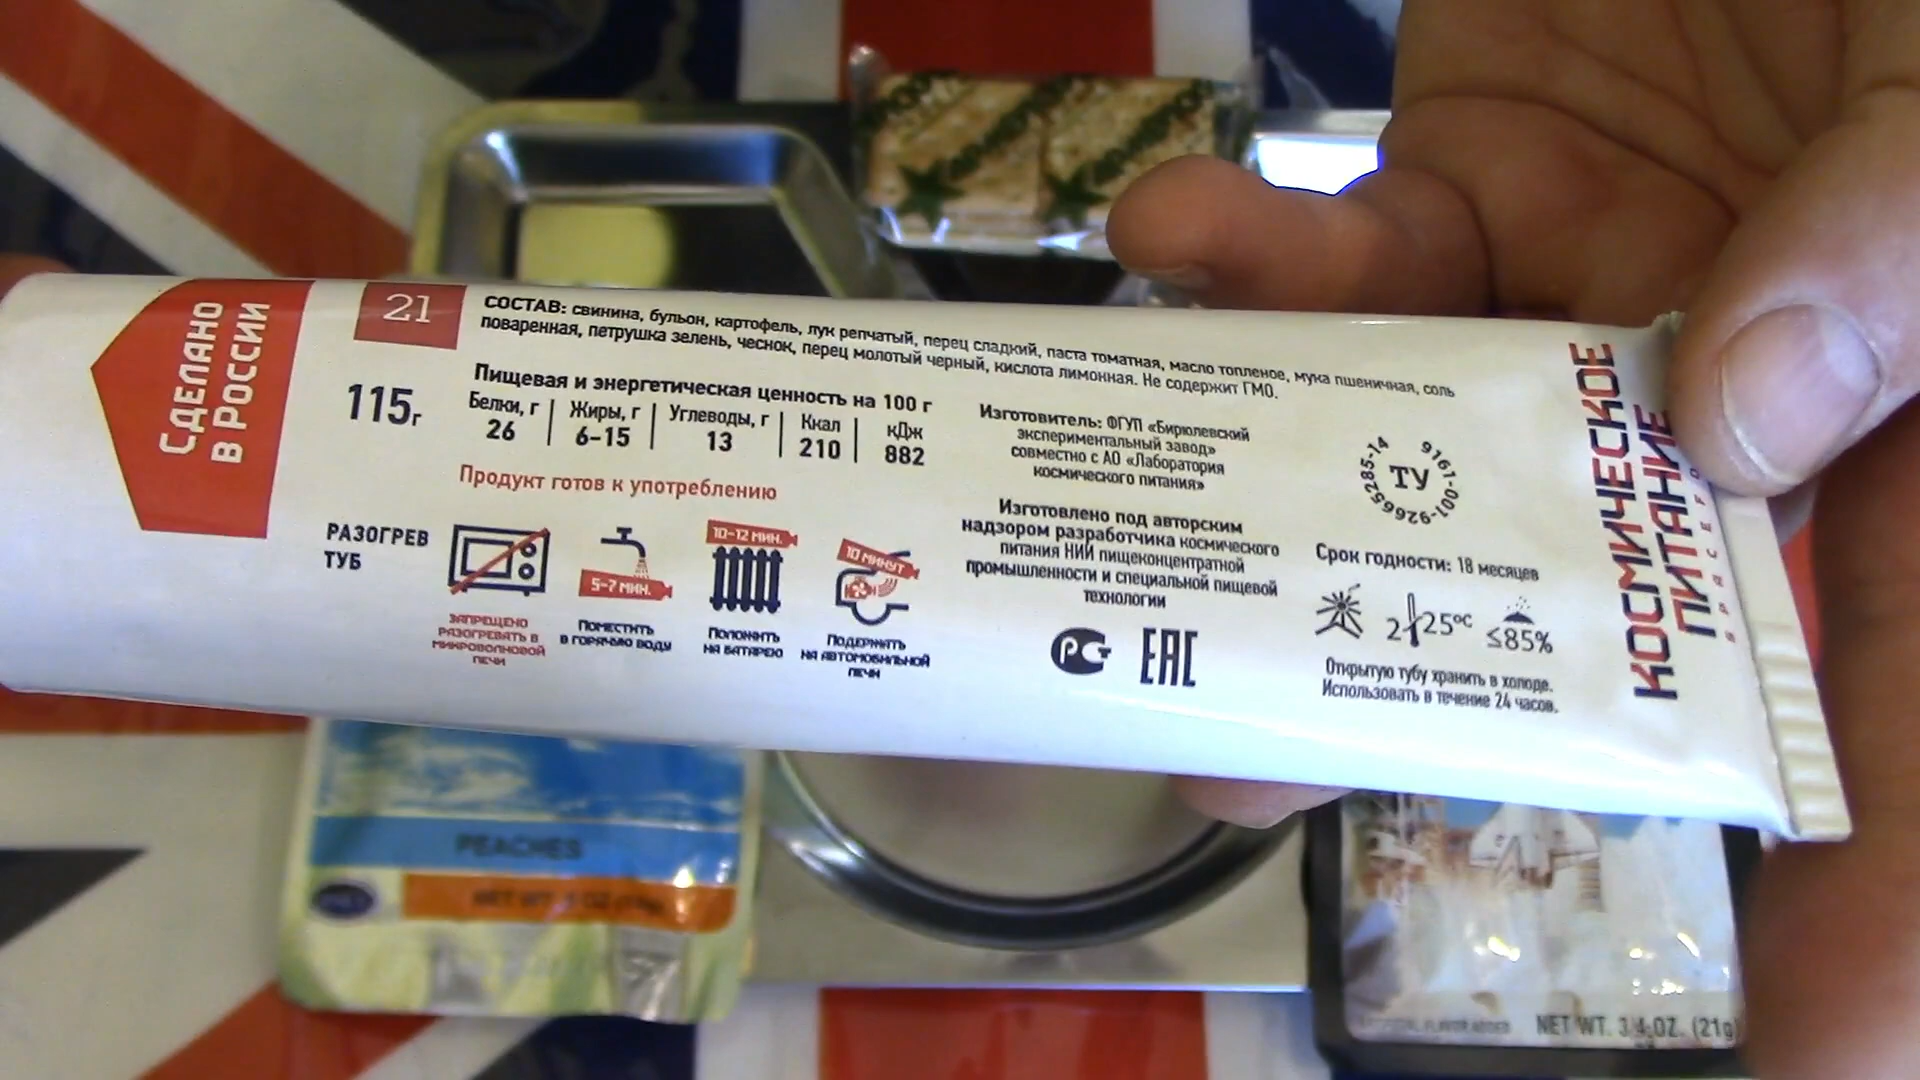 СДЕЛАНО
В РОССИИ
21
СОСТАВ: свинина, бульон, картофель, лук репчатый, перец сладкий, паста томатная, масло топленое, мука пшеничная, соль
поваренная, петрушка зелень, чеснок, перец молотый черный, кислота лимонная. Не содержит ГМО.
115г
Пищевая и энергетическая ценность на 100 г
Белки, г Жиры, г Углеводы, г Ккал кДж
26 6-15 13 210 882
Продукт готов к употреблению
РАЗОГРЕВ
ТУБ
5-7 МИН.
10-12 МИН.
10 МИНУТ
ЗАПРЕЩЕНО
РАЗОГРЕВАТЬ В
МИКРОВОЛНОВОЙ
ПЕЧИ
ПОМЕСТИТЬ
В ГОРЯЧУЮ ВОДУ
ПОЛОЖИТЬ
НА БАТАРЕЮ
ПОДЕРЖАТЬ
НА АВТОМОБИЛЬНОЙ
ПЕЧИ
Изготовитель: ФГУП «Бирюлевский
экспериментальный завод»
совместно с АО «Лаборатория
космического питания»
Изготовлено под авторским
надзором разработчика космического
питания НИИ пищеконцентратной
промышленности и специальной пищевой
технологии
РСТ
ЕАС
ТУ
9161-001-92665285-14
Срок годности: 18 месяцев
2 25°C
≤85%
Открытую тубу хранить в холоде.
Использовать в течение 24 часов.
КОСМИЧЕСКОЕ
ПИТАНИЕ
SPACEFO
PEACHES
NET WT.
NET WT. 3/4 OZ. (21g)